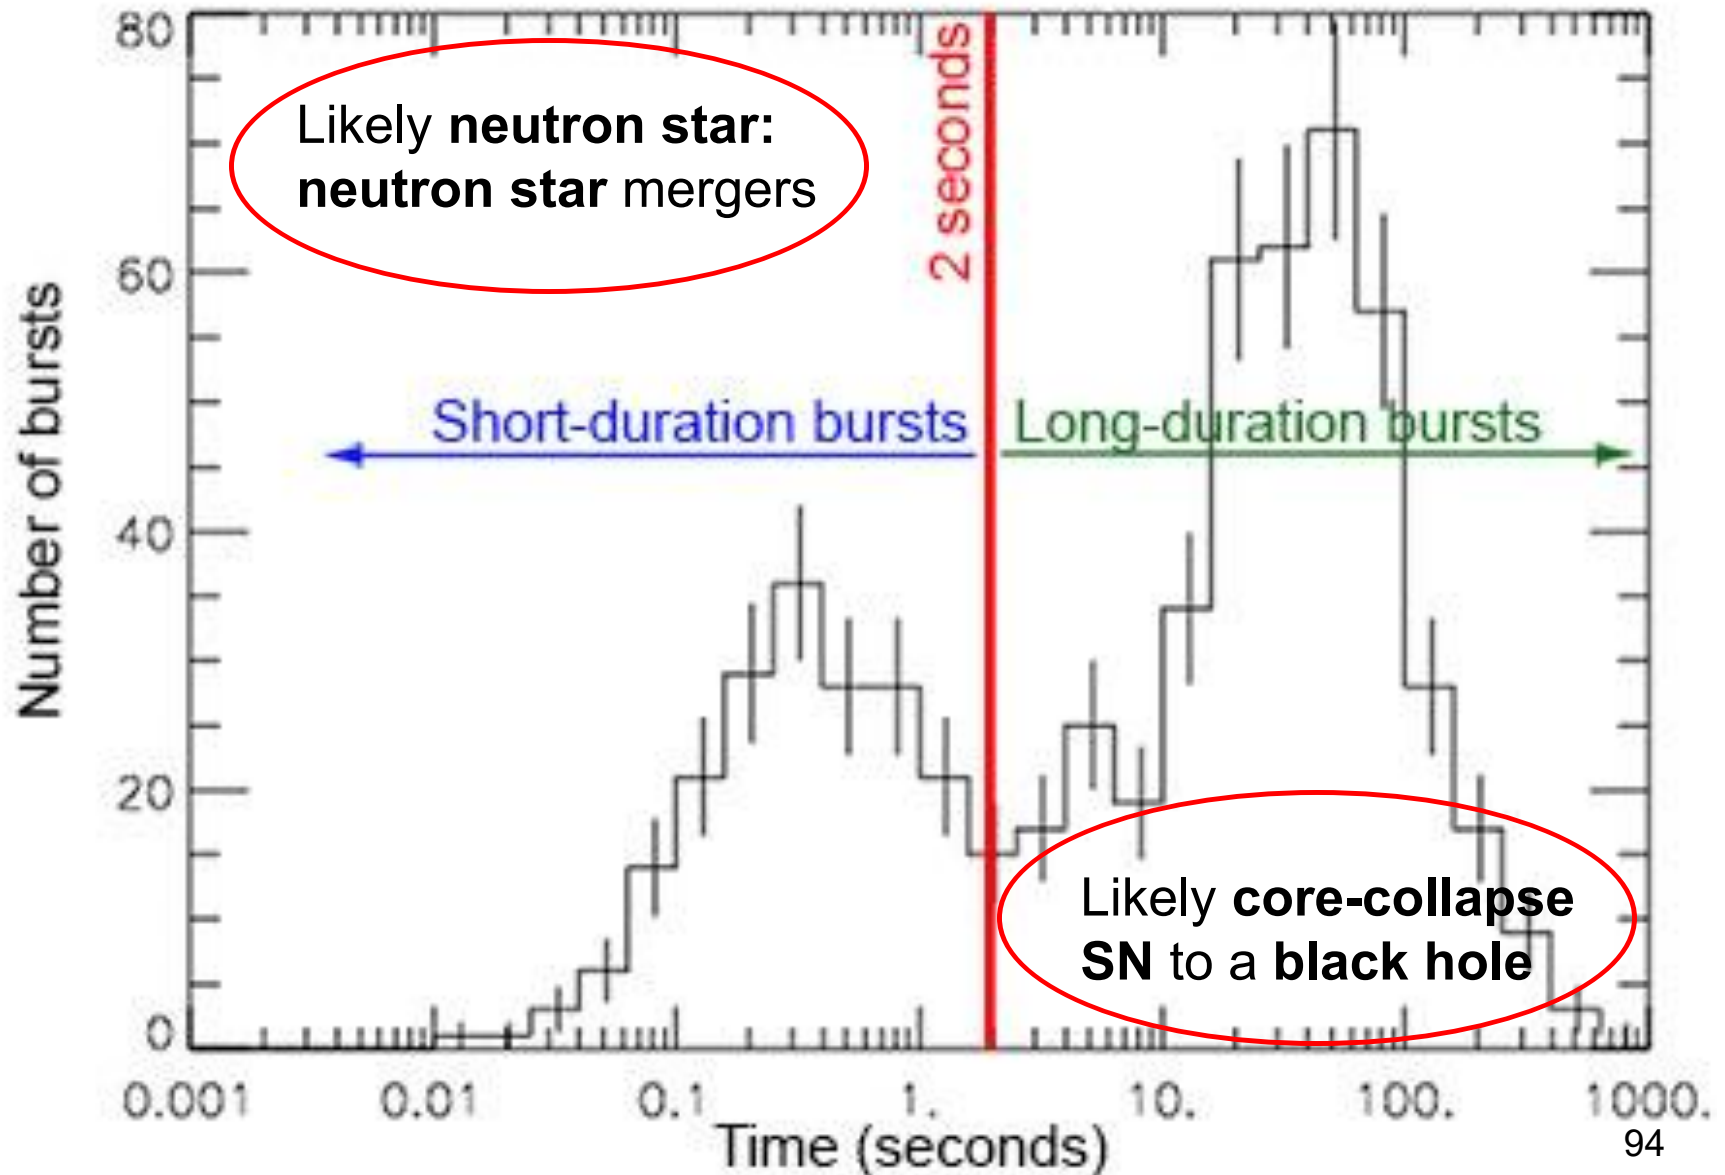 80
60
40
20
0
Number of bursts
Likely neutron star:
neutron star mergers
2 seconds
Short-duration bursts
Long-duration bursts
Likely core-collapse
SN to a black hole
0.001
0.01
0.1
1.
10.
100.
1000.
Time (seconds)
94